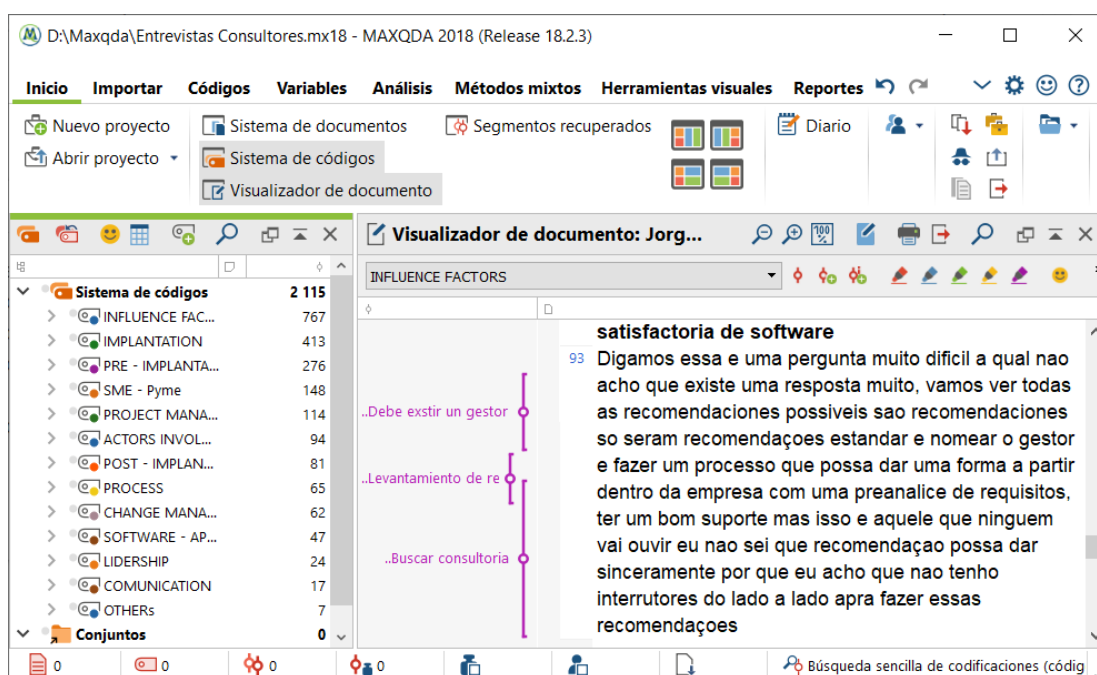 D:\Maxqda\Entrevistas Consultores.mx18 - MAXQDA 2018 (Release 18.2.3)
Inicio Importar Códigos Variables Análisis Métodos mixtos Herramientas visuales Reportes
Nuevo proyecto Sistema de documentos Segmentos recuperados Diario
Abrir proyecto Sistema de códigos
Visualizador de documento
Visualizador de documento: Jorg...
INFLUENCE FACTORS
Sistema de códigos 2 115
INFLUENCE FAC... 767
IMPLANTATION 413
PRE - IMPLANTA... 276
SME - Pyme 148
PROJECT MANA... 114
ACTORS INVOL... 94
POST - IMPLAN... 81
PROCESS 65
CHANGE MANA... 62
SOFTWARE - AP... 47
LIDERSHIP 24
COMUNICATION 17
OTHERs 7
Conjuntos 0
..Debe exstir un gestor
..Levantamiento de re
..Buscar consultoria
satisfactoria de software
93 Digamos essa e uma pergunta muito dificil a qual nao
acho que existe uma resposta muito, vamos ver todas
as recomendaciones possiveis sao recomendaciones
so seram recomendaçoes estandar e nomear o gestor
e fazer um processo que possa dar uma forma a partir
dentro da empresa com uma preanalice de requisitos,
ter um bom suporte mas isso e aquele que ninguem
vai ouvir eu nao sei que recomendaçao possa dar
sinceramente por que eu acho que nao tenho
interrutores do lado a lado apra fazer essas
recomendaçoes
0 0 0 0 Búsqueda sencilla de codificaciones (códig